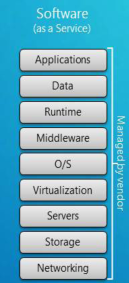 Software
(as a Service)
Applications
Data
Runtime
Middleware
O/S
Virtualization
Servers
Storage
Networking
Managed by vendor